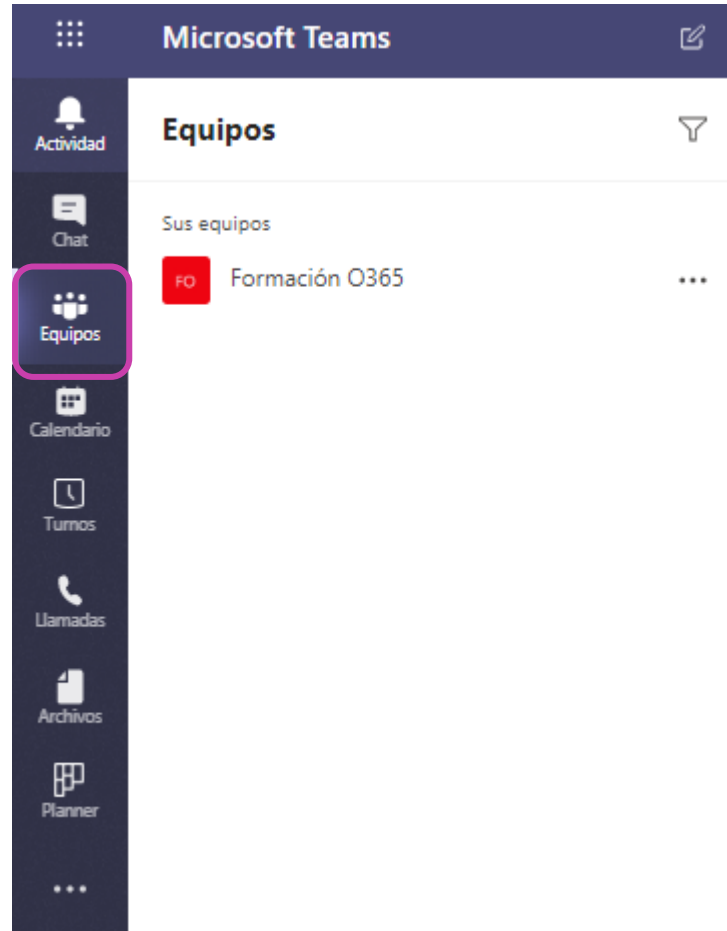 Microsoft Teams
Actividad
Equipos
Chat
Sus equipos
FO Formación O365
Equipos
Calendario
Turnos
Llamadas
Archivos
Planner